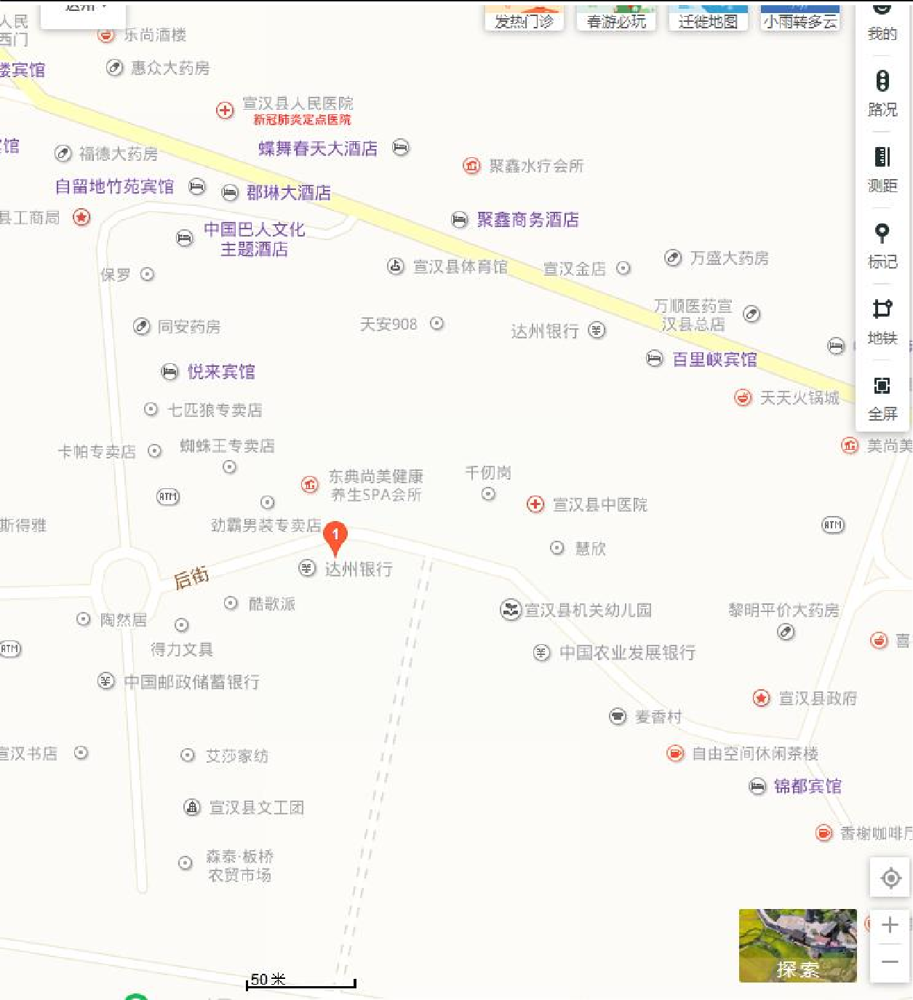 达州
人民
西门
乐尚酒楼
发热门诊
春游必玩
迁徙地图
小雨转多云
我的
楼宾馆
惠众大药房
宣汉县人民医院
新冠肺炎定点医院
路况
馆
福德大药房
蝶舞春天大酒店
聚鑫水疗会所
自留地竹苑宾馆
郡琳大酒店
测距
县工商局
中国巴人文化
主题酒店
聚鑫商务酒店
保罗
宣汉县体育馆
宣汉金店
万盛大药房
标记
同安药房
天安908
达州银行
万顺医药宣
汉县总店
地铁
悦来宾馆
百里峡宾馆
七匹狼专卖店
天天火锅城
全屏
卡帕专卖店
蜘蛛王专卖店
美尚美
ATM
东典尚美健康
养生SPA会所
千仞岗
宣汉县中医院
斯得雅
劲霸男装专卖店
1
ATM
慧欣
后街
达州银行
酷歌派
宣汉县机关幼儿园
黎明平价大药房
陶然居
ATM
得力文具
中国农业发展银行
喜
中国邮政储蓄银行
宣汉县政府
麦香村
宣汉书店
艾莎家纺
自由空间休闲茶楼
锦都宾馆
宣汉县文工团
香榭咖啡厅
森泰·板桥
农贸市场
探索
50 米